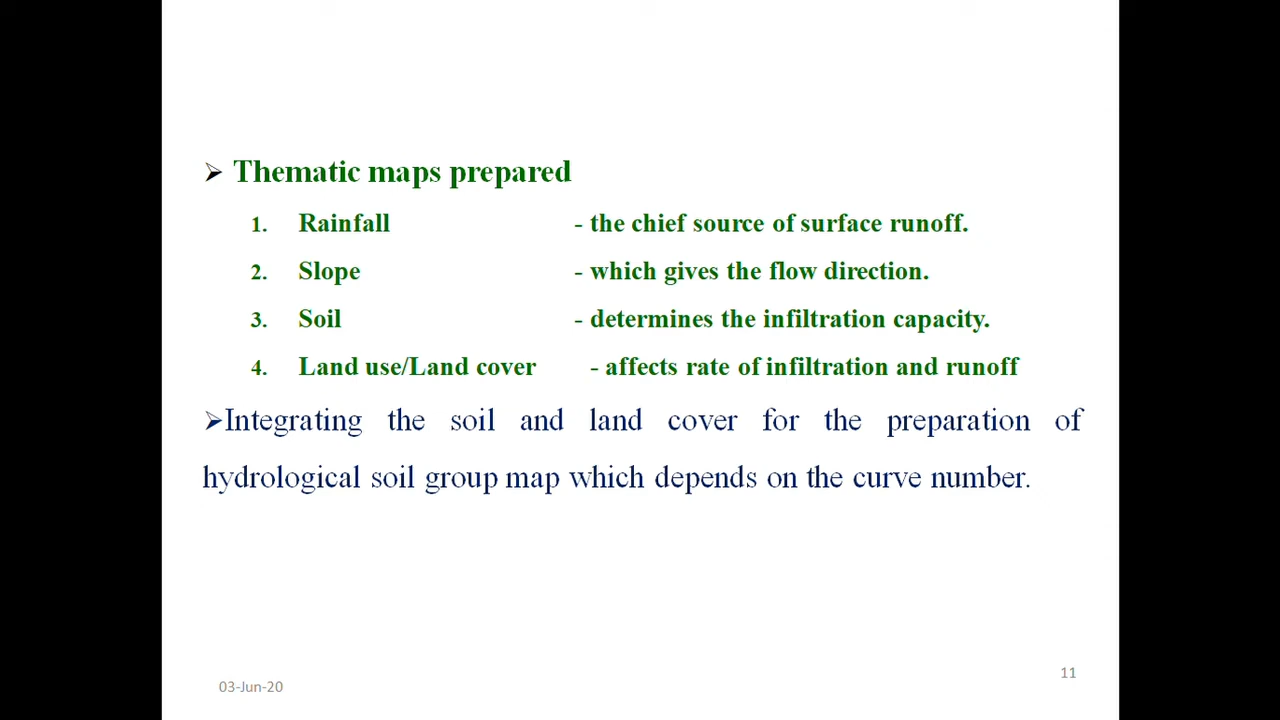 ➢ Thematic maps prepared
1. Rainfall - the chief source of surface runoff.
2. Slope - which gives the flow direction.
3. Soil - determines the infiltration capacity.
4. Land use/Land cover - affects rate of infiltration and runoff
➢Integrating the soil and land cover for the preparation of
hydrological soil group map which depends on the curve number.
11
03-Jun-20